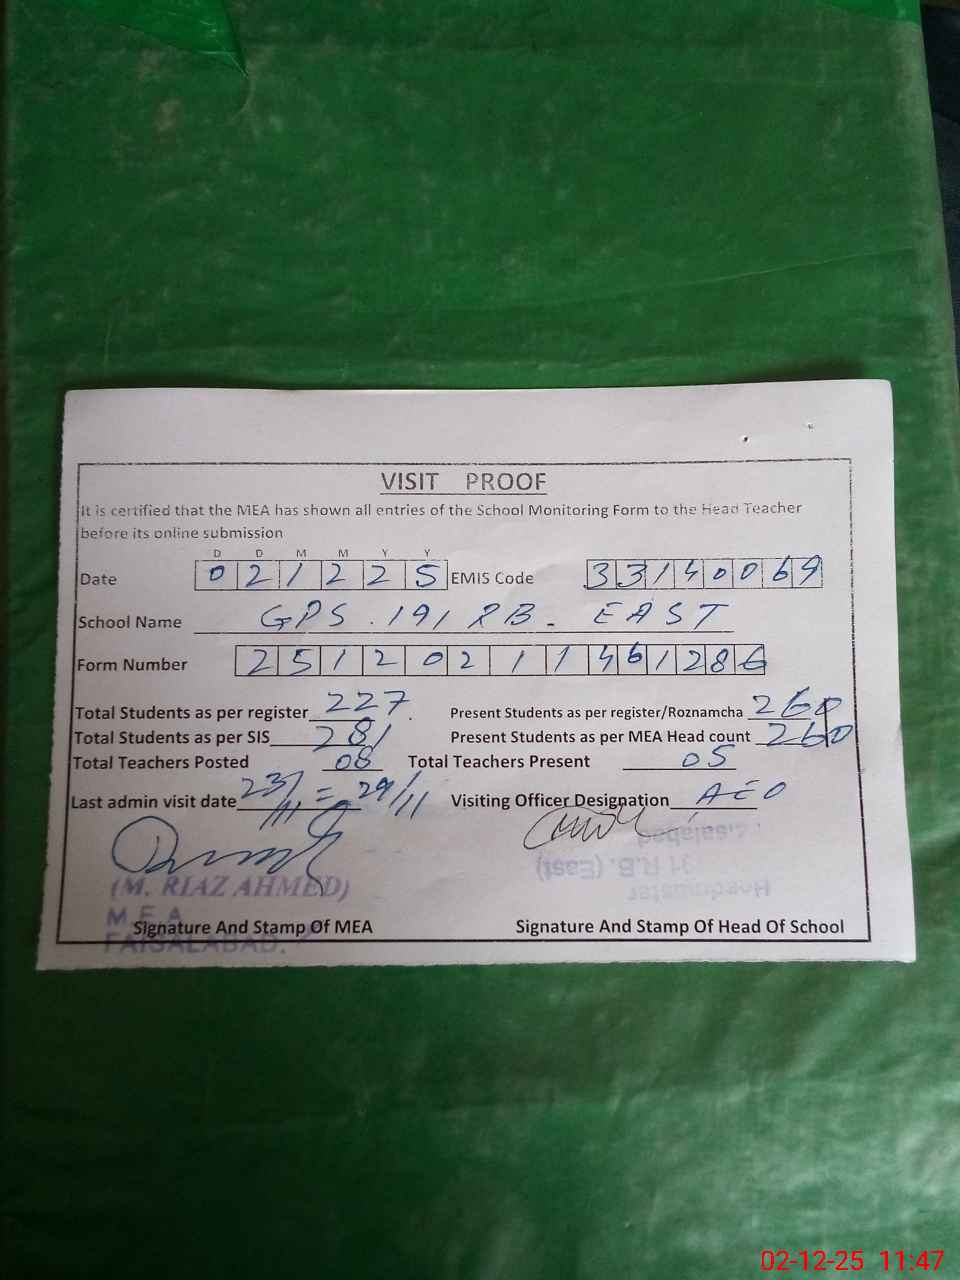 VISIT PROOF
It is certified that the MEA has shown all entries of the School Monitoring Form to the Head Teacher
before its online submission
D D M M Y Y
Date 0 2 1 2 2 5 EMIS Code 3 3 1 4 0 0 6 9
School Name GPS . 191 RB - EAST
Form Number 2 5 1 2 0 2 1 1 4 6 1 2 8 6
Total Students as per register 227 Present Students as per register/Roznamcha 260
Total Students as per SIS 281 Present Students as per MEA Head count 260
Total Teachers Posted 08 Total Teachers Present 05
Last admin visit date 23/11 = 29/11 Visiting Officer Designation AEO
Faisalabad
R.B. (East)
Headmaster
(M. RIAZ AHMED)
M.E.A
FAISALABAD.
Signature And Stamp Of MEA Signature And Stamp Of Head Of School
02-12-25 11:47